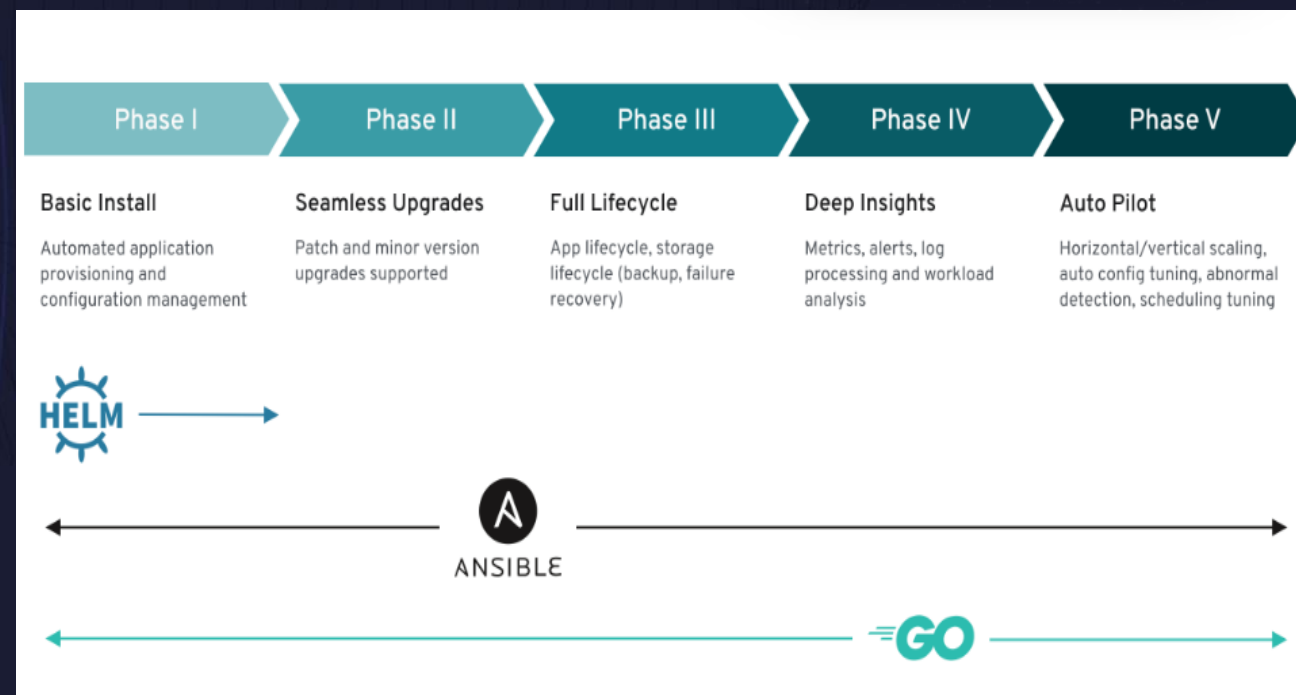 Phase I
Phase II
Phase III
Phase IV
Phase V
Basic Install
Automated application
provisioning and
configuration management
Seamless Upgrades
Patch and minor version
upgrades supported
Full Lifecycle
App lifecycle, storage
lifecycle (backup, failure
recovery)
Deep Insights
Metrics, alerts, log
processing and workload
analysis
Auto Pilot
Horizontal/vertical scaling,
auto config tuning, abnormal
detection, scheduling tuning
HELM
ANSIBLE
GO